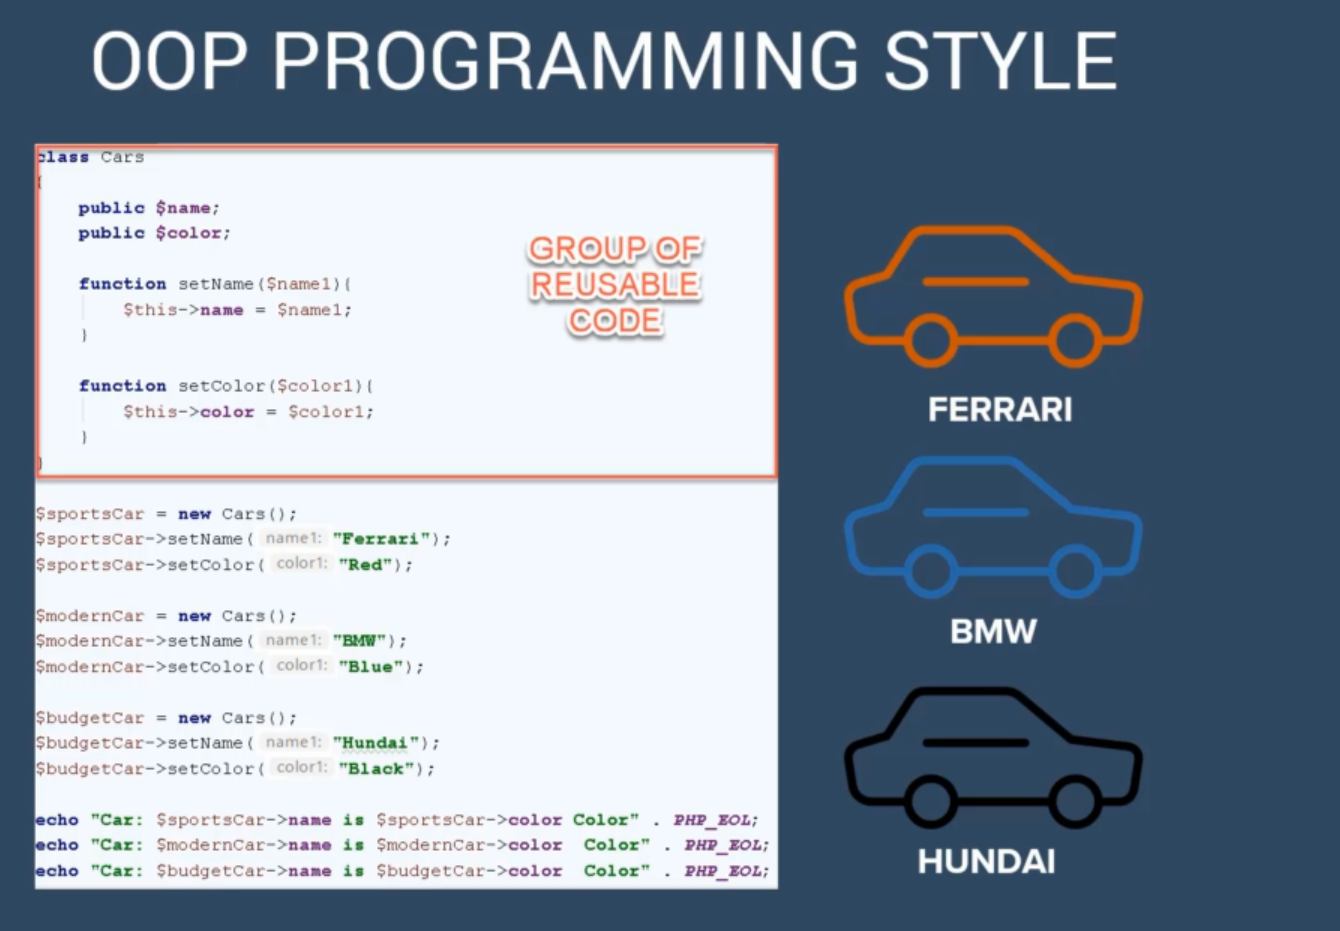 OOP PROGRAMMING STYLE
class Cars
{
public $name;
public $color;
function setName($name1){
$this->name = $name1;
}
function setColor($color1){
$this->color = $color1;
}
}
GROUP OF
REUSABLE
CODE
$sportsCar = new Cars();
$sportsCar->setName( name1: "Ferrari");
$sportsCar->setColor( color1: "Red");
$modernCar = new Cars();
$modernCar->setName( name1: "BMW");
$modernCar->setColor( color1: "Blue");
$budgetCar = new Cars();
$budgetCar->setName( name1: "Hundai");
$budgetCar->setColor( color1: "Black");
echo "Car: $sportsCar->name is $sportsCar->color Color" . PHP_EOL;
echo "Car: $modernCar->name is $modernCar->color  Color" . PHP_EOL;
echo "Car: $budgetCar->name is $budgetCar->color  Color" . PHP_EOL;
FERRARI
BMW
HUNDAI